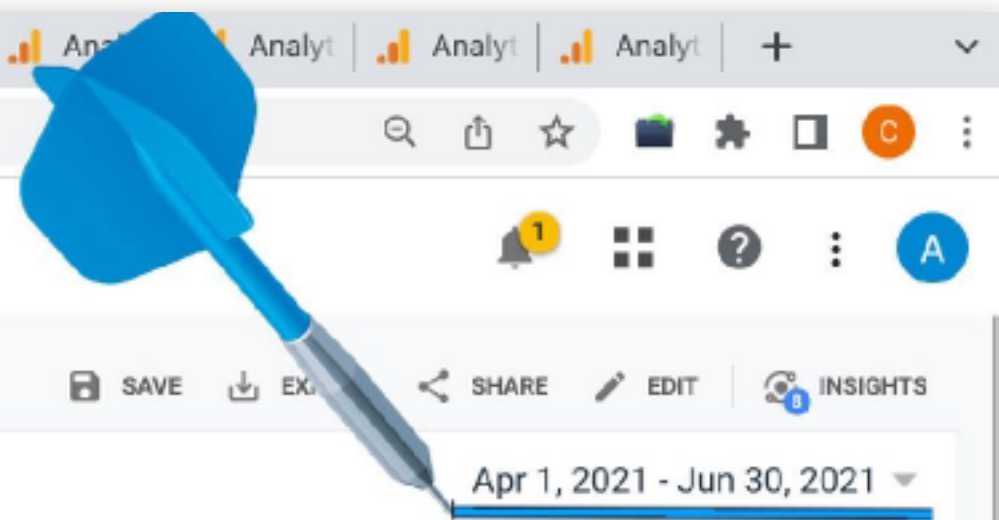 Analyt Analyt Analyt
C
1
A
SAVE SHARE EDIT INSIGHTS
8
Apr 1, 2021 - Jun 30, 2021